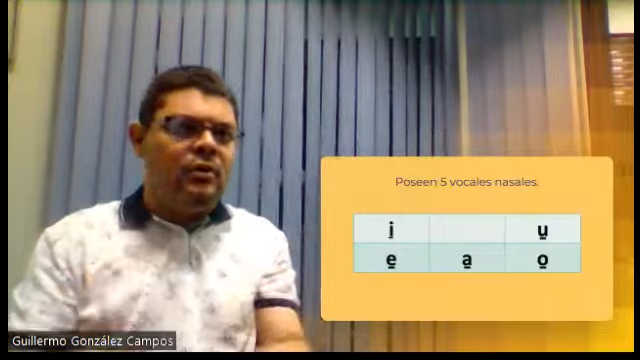 Poseen 5 vocales nasales.
i̱ u̱
e̱ a̱ o̱
Guillermo González Campos